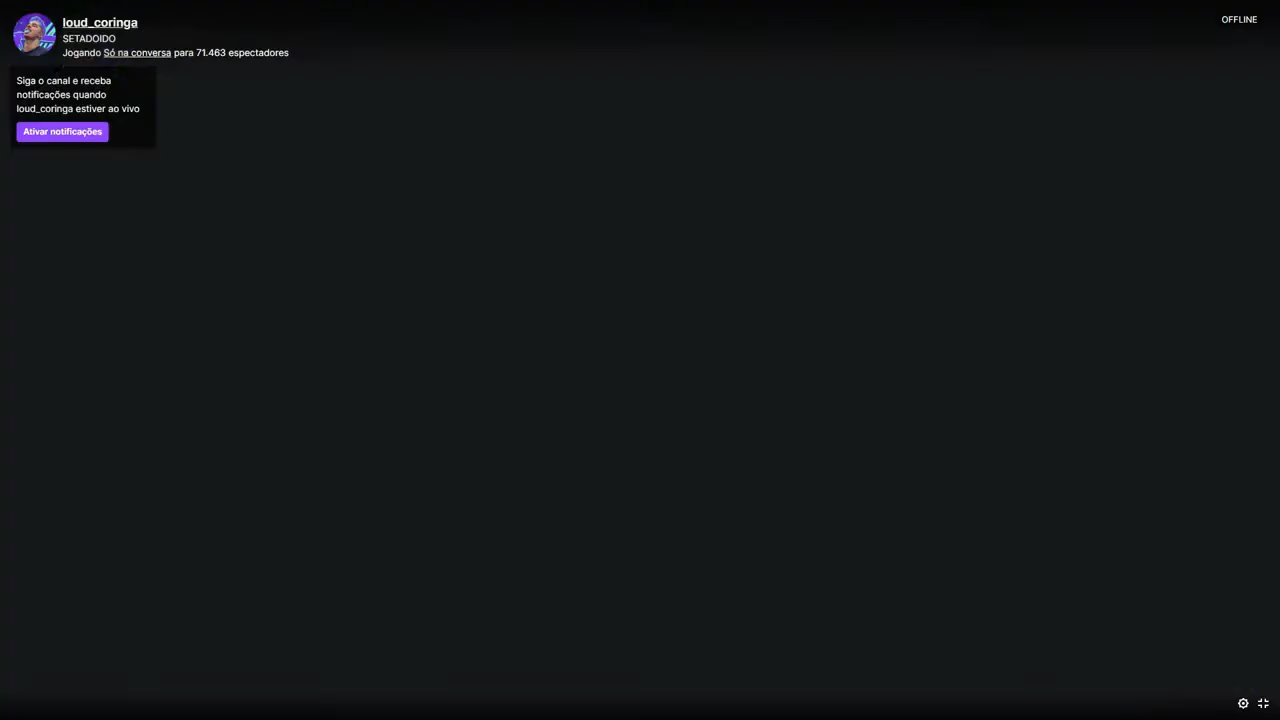 loud_coringa
OFFLINE
SETADOIDO
Jogando Só na conversa para 71.463 espectadores
Siga o canal e receba
notificações quando
loud_coringa estiver ao vivo
Ativar notificações